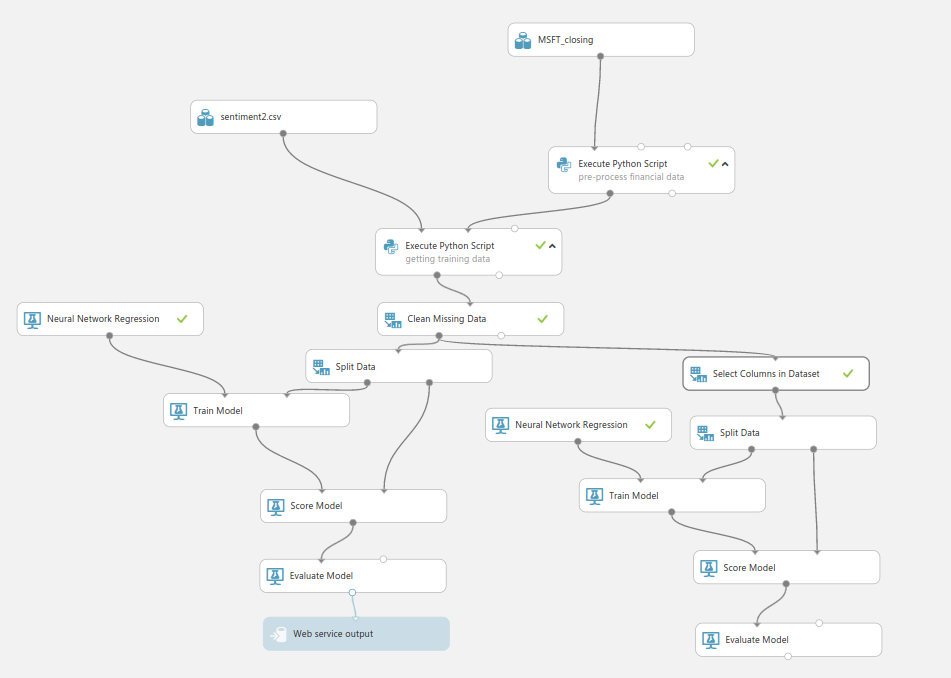 MSFT_closing
sentiment2.csv
Execute Python Script
pre-process financial data
Execute Python Script
getting training data
Neural Network Regression
Clean Missing Data
Split Data
Select Columns in Dataset
Train Model
Neural Network Regression
Split Data
Score Model
Train Model
Evaluate Model
Score Model
Web service output
Evaluate Model